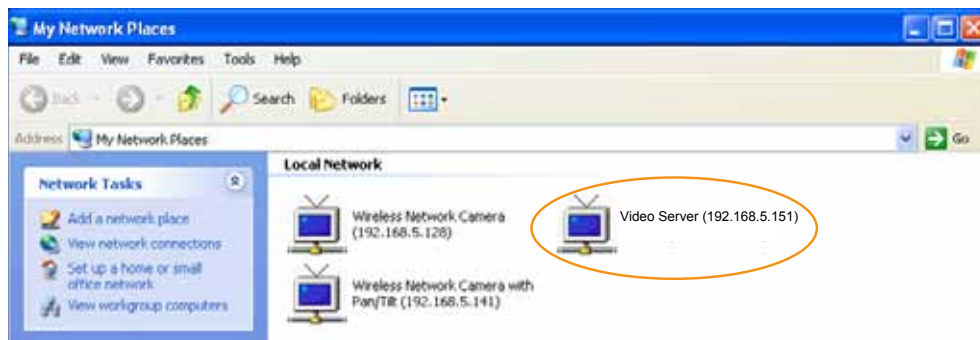 My Network Places
File Edit View Favorites Tools Help
Back Search Folders
Address My Network Places Go
Network Tasks
Add a network place
View network connections
Set up a home or small
office network
View workgroup computers
Local Network
Wireless Network Camera
(192.168.5.128)
Video Server (192.168.5.151)
Wireless Network Camera with
Pan/Tilt (192.168.5.141)